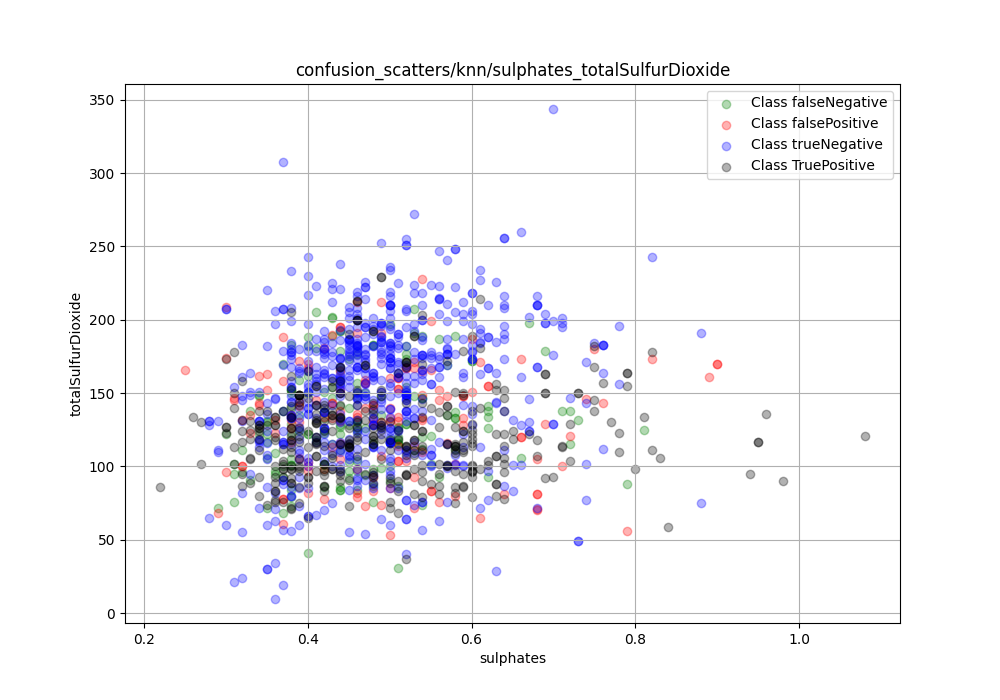 confusion_scatters/knn/sulphates_totalSulfurDioxide
Class falseNegative
Class falsePositive
Class trueNegative
Class TruePositive
350
300
250
200
150
100
50
0
totalSulfurDioxide
0.2 0.4 0.6 0.8 1.0
sulphates